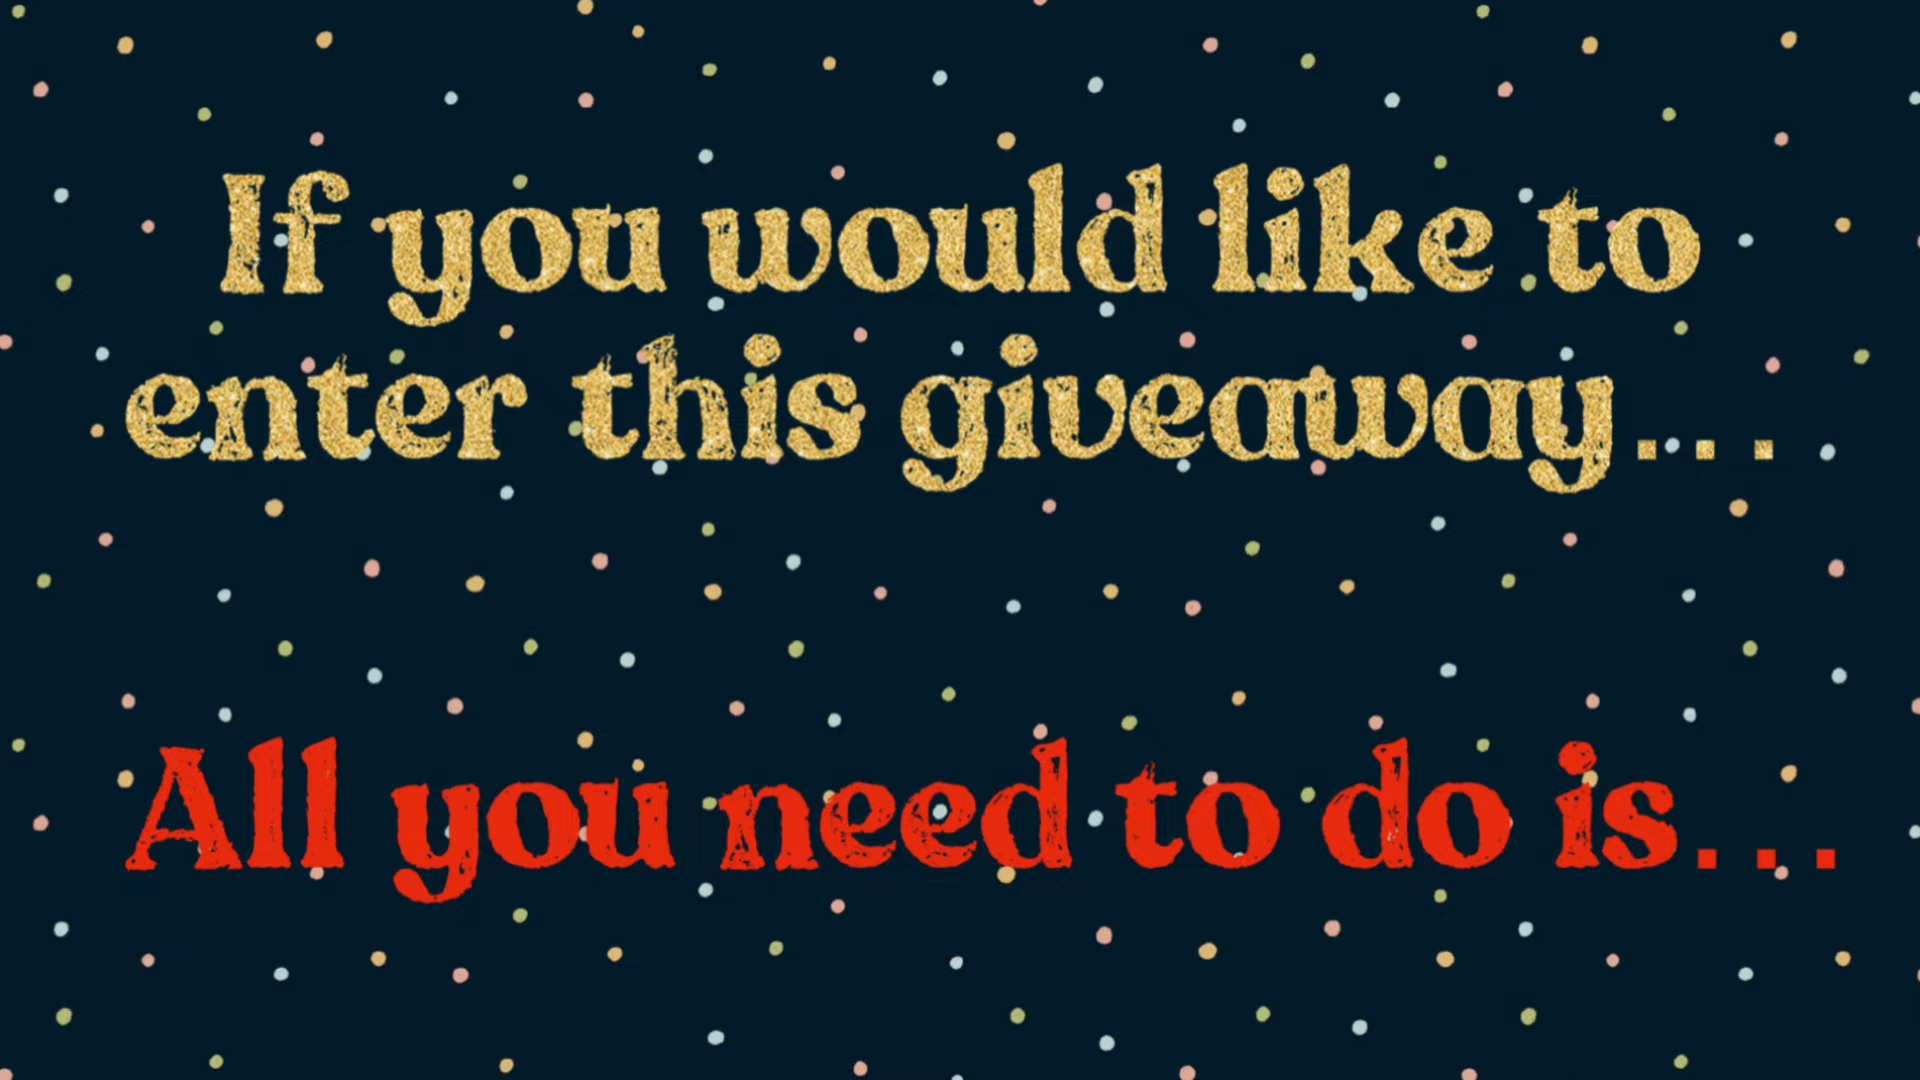 If you would like to
enter this giveaway...
All you need to do is...